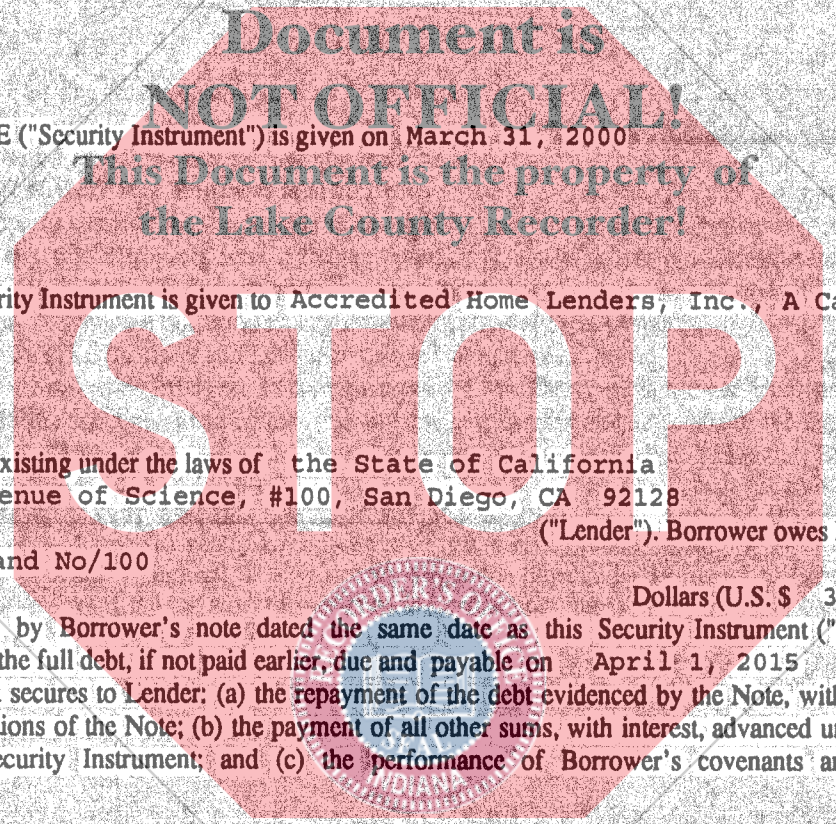 Document is
NOT OFFICIAL!
E ("Security Instrument") is given on March 31, 2000
This Document is the property of
the Lake County Recorder!
rity Instrument is given to Accredited Home Lenders, Inc., A Ca
STOP
xisting under the laws of the State of California
enue of Science, #100, San Diego, CA 92128
("Lender"). Borrower owes
and No/100
Dollars (U.S. $ 3
by Borrower's note dated the same date as this Security Instrument ("
the full debt, if not paid earlier, due and payable on April 1, 2015
secures to Lender: (a) the repayment of the debt evidenced by the Note, with
ions of the Note; (b) the payment of all other sums, with interest, advanced un
ecurity Instrument; and (c) the performance of Borrower's covenants an
RECORDER'S OFFICE
SEAL
INDIANA